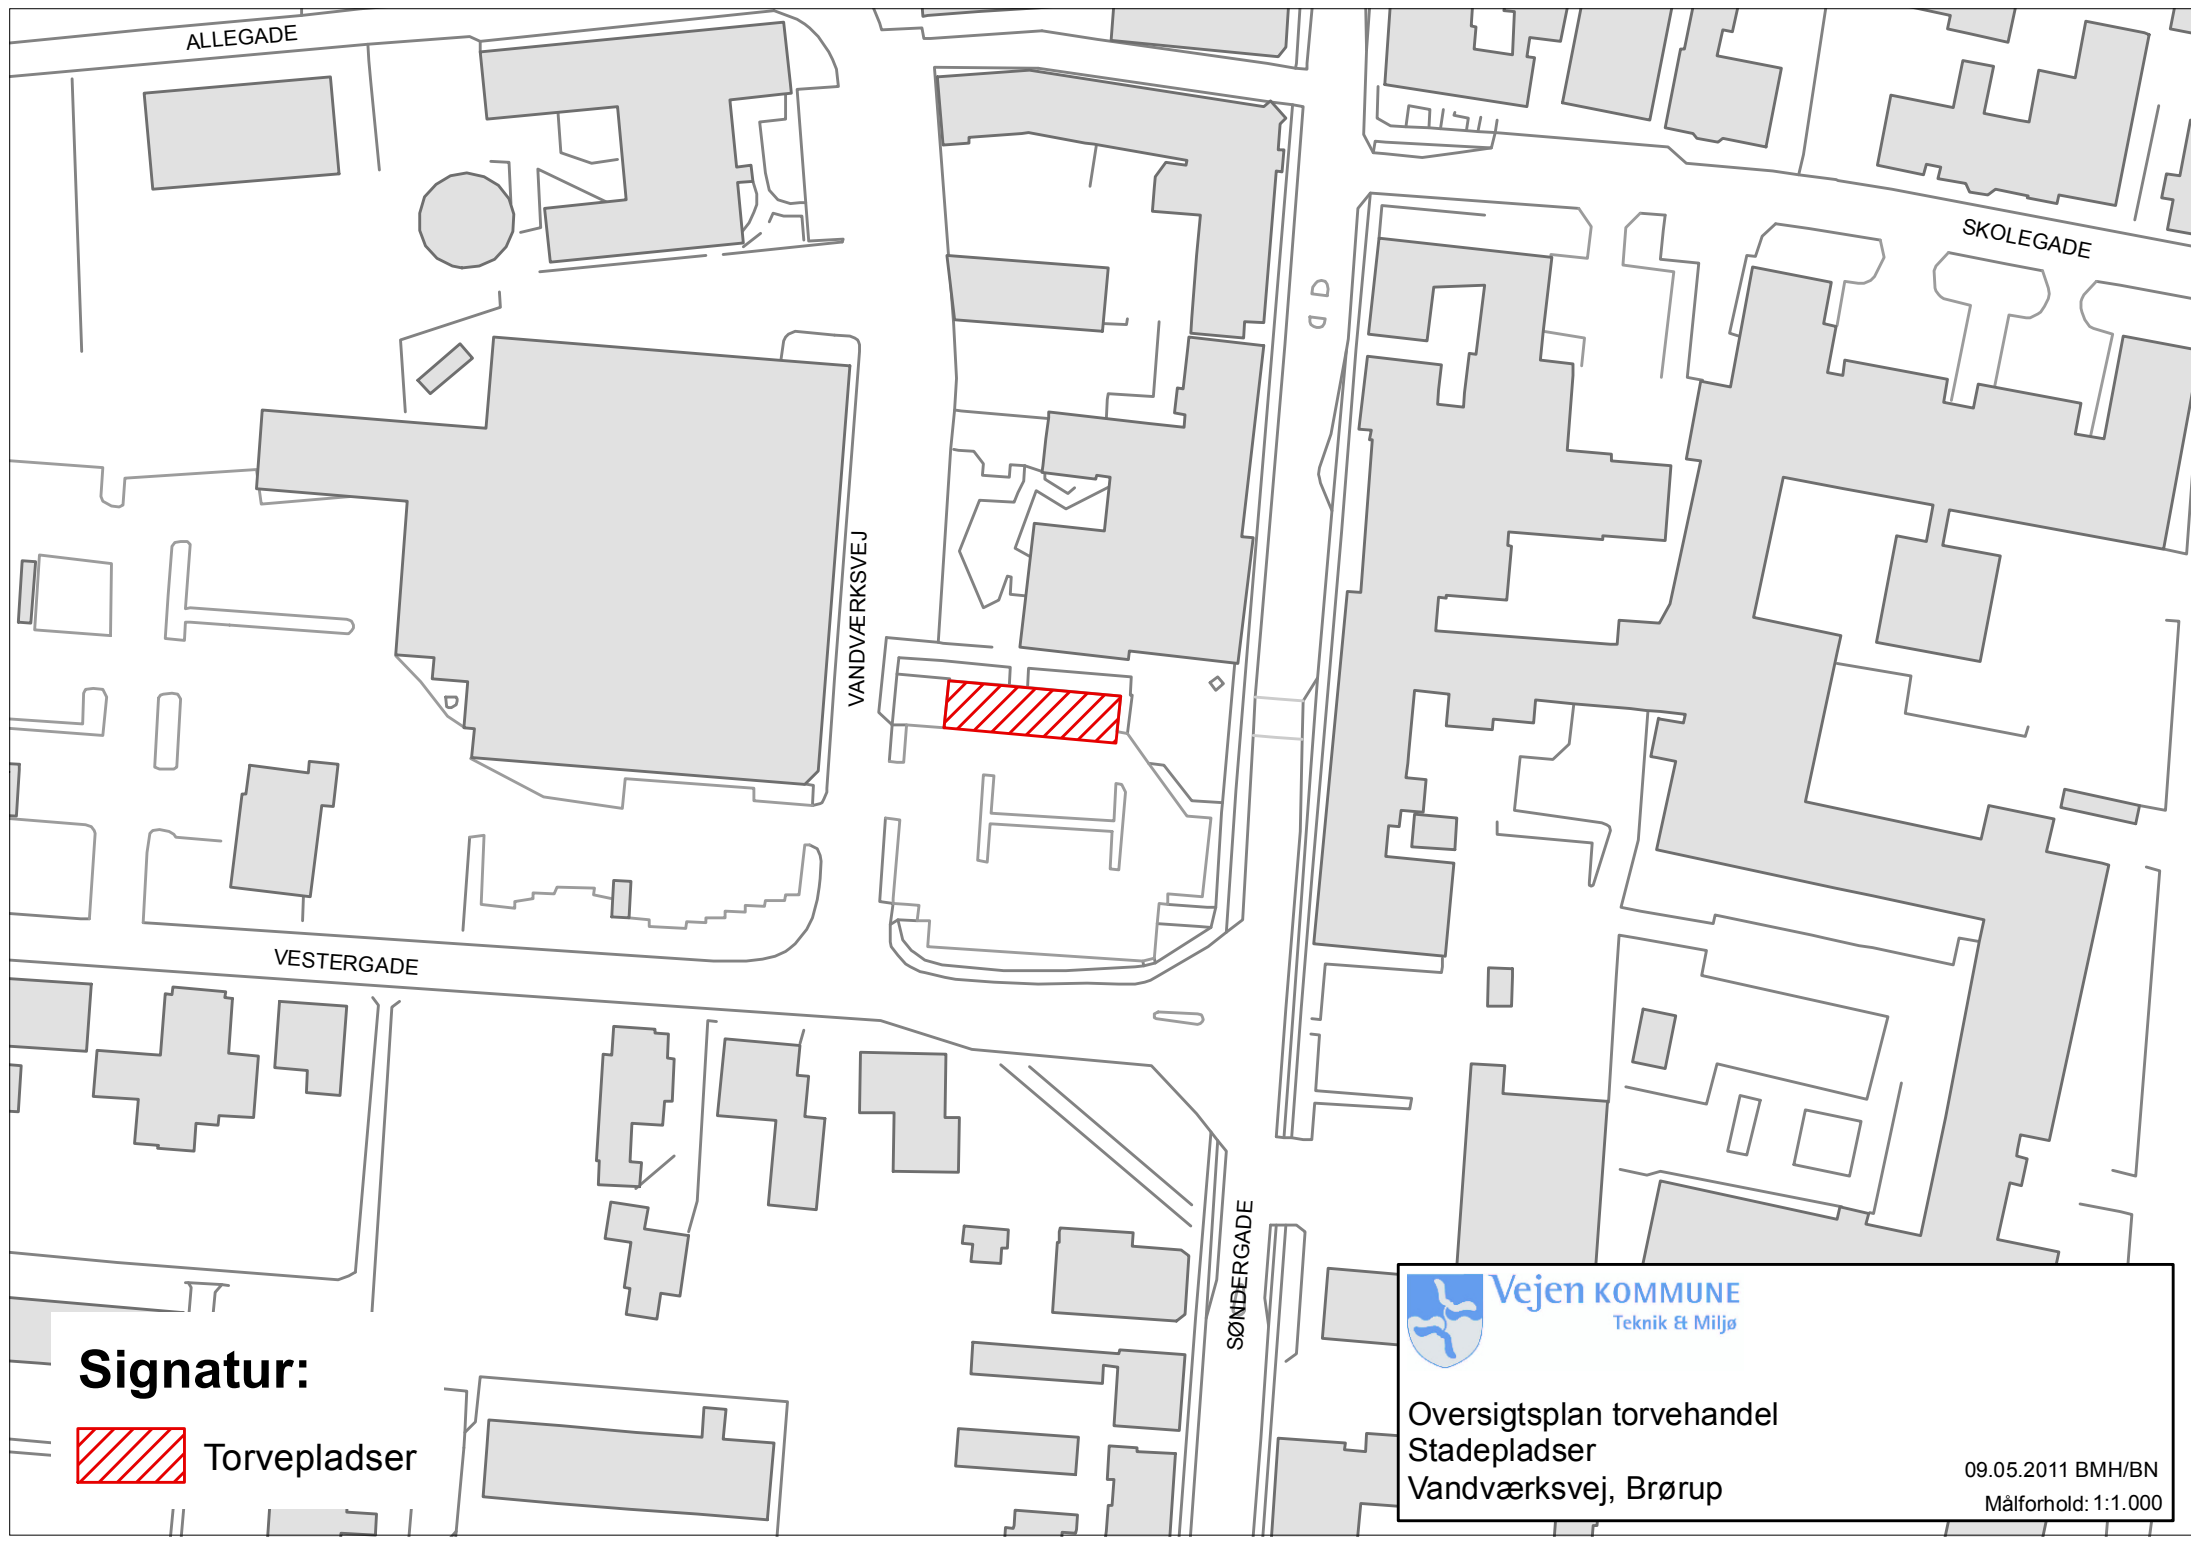 ALLEGADE
SKOLEGADE
VANDVÆRKSVEJ
VESTERGADE
SØNDERGADE
Signatur:
Torvepladser
Vejen KOMMUNE
Teknik & Miljø
Oversigtsplan torvehandel
Stadepladser
Vandværksvej, Brørup
09.05.2011 BMH/BN
Målforhold: 1:1.000